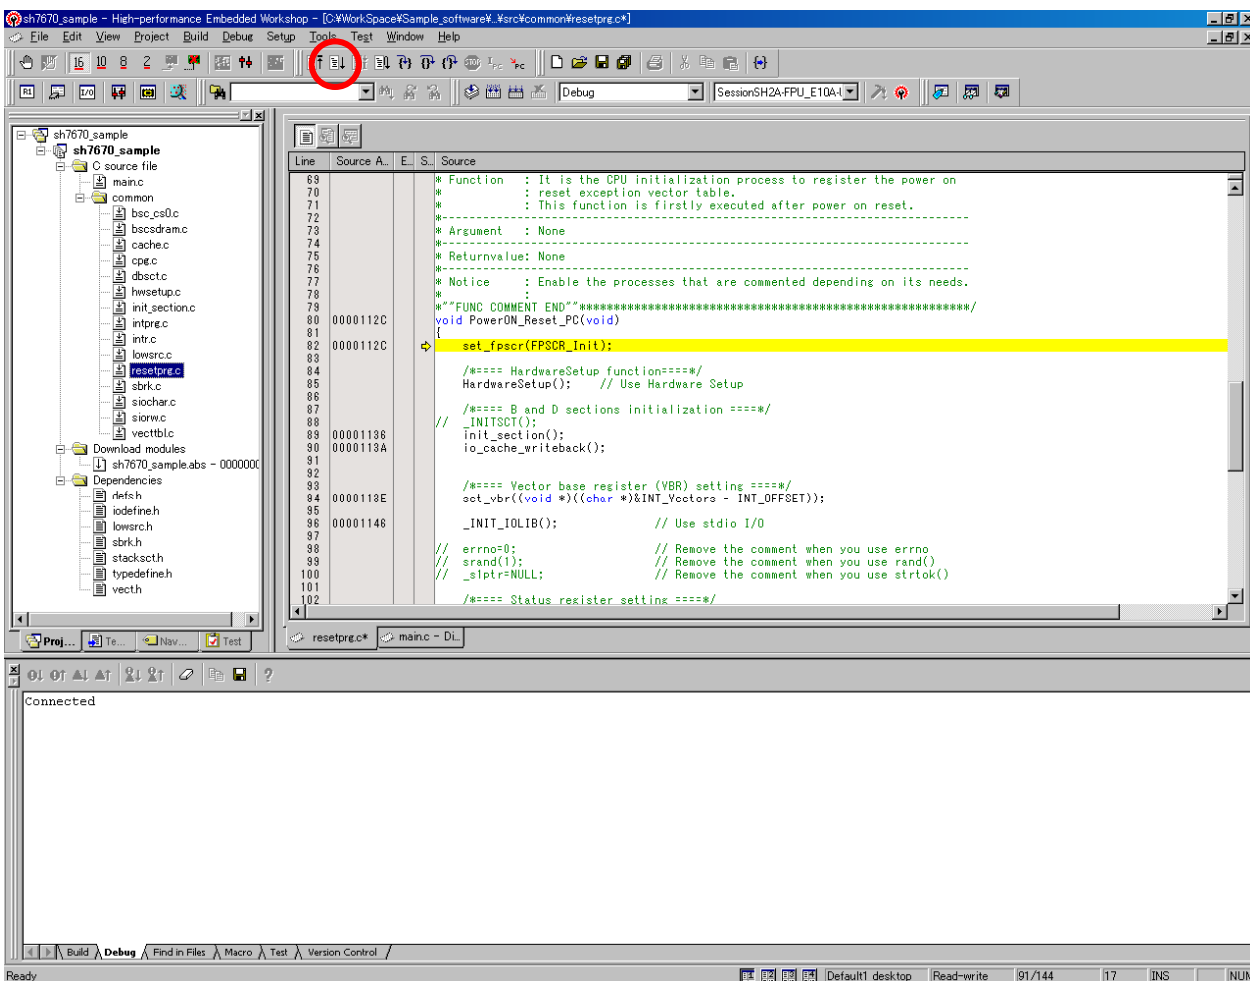 sh7670_sample - High-performance Embedded Workshop - [C:¥WorkSpace¥Sample_software¥..¥src¥common¥resetprg.c*]
File Edit View Project Build Debug Setup Tools Test Window Help
16 10 8 2
Debug SessionSH2A-FPU_E10A-
sh7670_sample
sh7670_sample
C source file
main.c
common
bsc_cs0.c
bscsdram.c
cache.c
cpg.c
dbsct.c
hwsetup.c
init_section.c
intprg.c
intr.c
lowsrc.c
resetprg.c
sbrk.c
siochar.c
siorw.c
vecttbl.c
Download modules
sh7670_sample.abs - 0000000
Dependencies
defs.h
iodefine.h
lowsrc.h
sbrk.h
stacksct.h
typedefine.h
vect.h
Proj... Te... Nav... Test
Line Source A... E... S... Source
69 * Function : It is the CPU initialization process to register the power on
70 * : reset exception vector table.
71 * : This function is firstly executed after power on reset.
72 *-----------------------------------------------------------------------------
73 * Argument : None
74 *-----------------------------------------------------------------------------
75 * Returnvalue: None
76 *-----------------------------------------------------------------------------
77 * Notice : Enable the processes that are commented depending on its needs.
78 * :
79 *""FUNC COMMENT END""*********************************************************/
80 0000112C void PowerON_Reset_PC(void)
81 {
82 0000112C set_fpscr(FPSCR_Init);
83
84 /*==== HardwareSetup function====*/
85 HardwareSetup(); // Use Hardware Setup
86
87 /*==== B and D sections initialization ====*/
88 // _INITSCT();
89 00001136 init_section();
90 0000113A io_cache_writeback();
91
92
93 /*==== Vector base register (VBR) setting ====*/
94 0000113E set_vbr((void *)((char *)&INT_Vectors - INT_OFFSET));
95
96 00001146 _INIT_IOLIB(); // Use stdio I/O
97
98 // errno=0; // Remove the comment when you use errno
99 // srand(1); // Remove the comment when you use rand()
100 // _s1ptr=NULL; // Remove the comment when you use strtok()
101
102 /*==== Status register setting ====*/
resetprg.c* main.c - Di...
Connected
Build Debug Find in Files Macro Test Version Control
Ready Default1 desktop Read-write 91/144 17 INS NUM